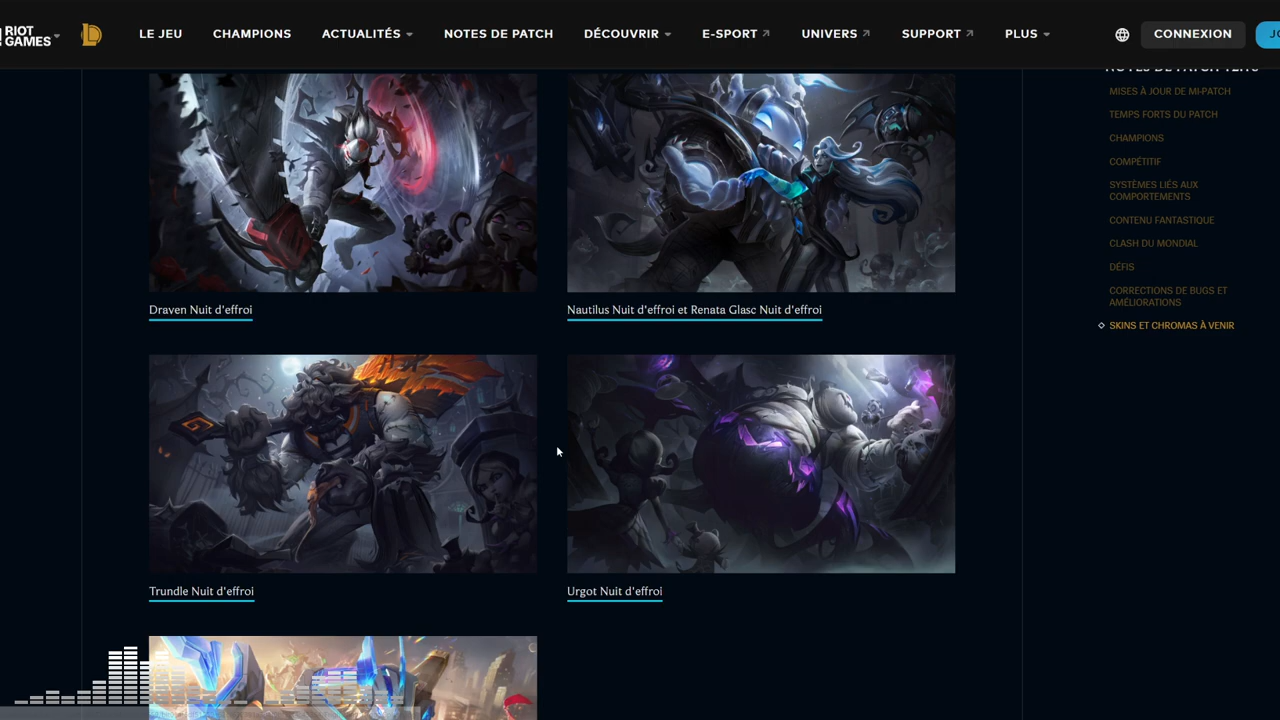 RIOT GAMES
LE JEU
CHAMPIONS
ACTUALITÉS
NOTES DE PATCH
DÉCOUVRIR
E-SPORT
UNIVERS
SUPPORT
PLUS
CONNEXION
MISES À JOUR DE MI-PATCH
TEMPS FORTS DU PATCH
CHAMPIONS
COMPÉTITIF
SYSTÈMES LIÉS AUX
COMPORTEMENTS
CONTENU FANTASTIQUE
CLASH DU MONDIAL
DÉFIS
CORRECTIONS DE BUGS ET
AMÉLIORATIONS
SKINS ET CHROMAS À VENIR
Draven Nuit d'effroi
Nautilus Nuit d'effroi et Renata Glasc Nuit d'effroi
Trundle Nuit d'effroi
Urgot Nuit d'effroi